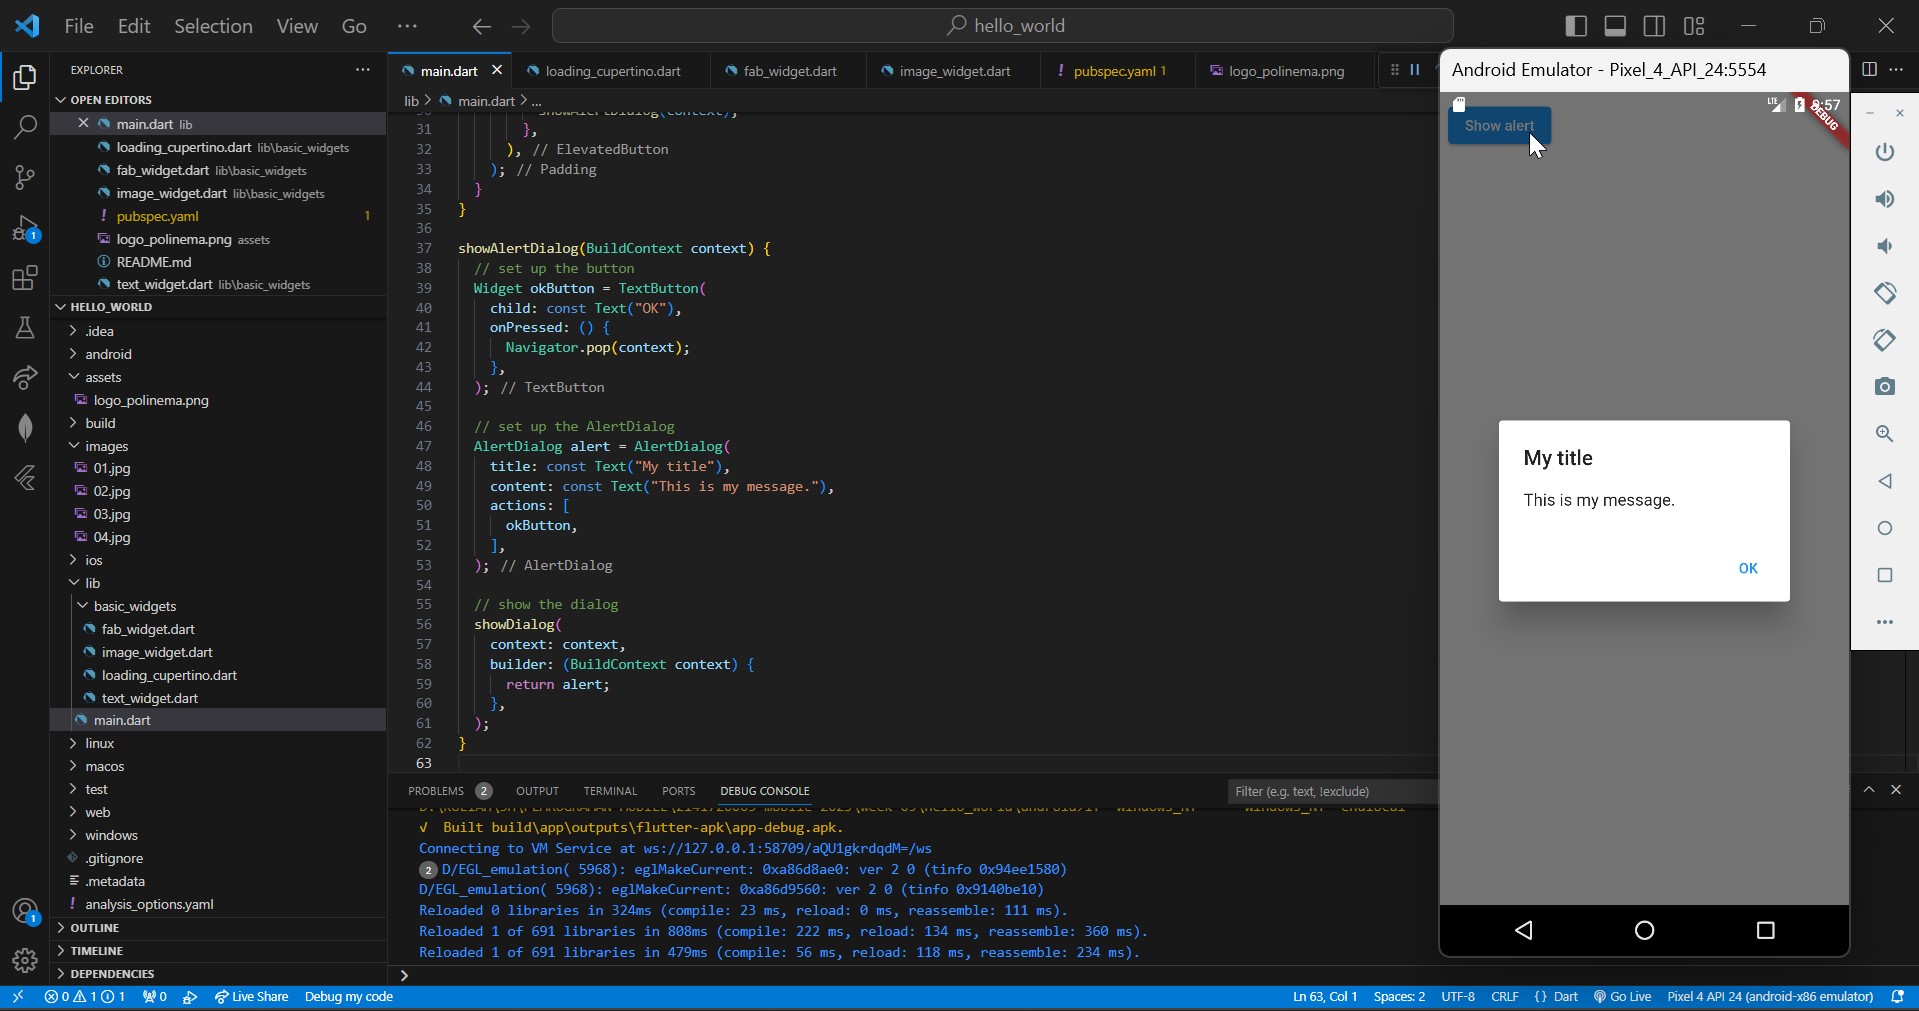 File Edit Selection View Go ···
hello_world
EXPLORER
OPEN EDITORS
main.dart lib
loading_cupertino.dart lib\basic_widgets
fab_widget.dart lib\basic_widgets
image_widget.dart lib\basic_widgets
! pubspec.yaml 1
logo_polinema.png assets
README.md
text_widget.dart lib\basic_widgets
HELLO_WORLD
.idea
android
assets
logo_polinema.png
build
images
01.jpg
02.jpg
03.jpg
04.jpg
ios
lib
basic_widgets
fab_widget.dart
image_widget.dart
loading_cupertino.dart
text_widget.dart
main.dart
linux
macos
test
web
windows
.gitignore
.metadata
! analysis_options.yaml
OUTLINE
TIMELINE
DEPENDENCIES
1
1
main.dart loading_cupertino.dart fab_widget.dart image_widget.dart ! pubspec.yaml 1 logo_polinema.png
lib > main.dart > ...
31 },
32 ), // ElevatedButton
33 ); // Padding
34 }
35 }
36
37 showAlertDialog(BuildContext context) {
38 // set up the button
39 Widget okButton = TextButton(
40 child: const Text("OK"),
41 onPressed: () {
42 Navigator.pop(context);
43 },
44 ); // TextButton
45
46 // set up the AlertDialog
47 AlertDialog alert = AlertDialog(
48 title: const Text("My title"),
49 content: const Text("This is my message."),
50 actions: [
51 okButton,
52 ],
53 ); // AlertDialog
54
55 // show the dialog
56 showDialog(
57 context: context,
58 builder: (BuildContext context) {
59 return alert;
60 },
61 );
62 }
63
PROBLEMS 2 OUTPUT TERMINAL PORTS DEBUG CONSOLE Filter (e.g. text, !exclude)
√ Built build\app\outputs\flutter-apk\app-debug.apk.
Connecting to VM Service at ws://127.0.0.1:58709/aQU1gkrdqdM=/ws
2 D/EGL_emulation( 5968): eglMakeCurrent: 0xa86d8ae0: ver 2 0 (tinfo 0x94ee1580)
D/EGL_emulation( 5968): eglMakeCurrent: 0xa86d9560: ver 2 0 (tinfo 0x9140be10)
Reloaded 0 libraries in 324ms (compile: 23 ms, reload: 0 ms, reassemble: 111 ms).
Reloaded 1 of 691 libraries in 808ms (compile: 222 ms, reload: 134 ms, reassemble: 360 ms).
Reloaded 1 of 691 libraries in 479ms (compile: 56 ms, reload: 118 ms, reassemble: 234 ms).
>
Android Emulator - Pixel_4_API_24:5554
LTE :57
DEBUG
Show alert
My title
This is my message.
OK
0 1 1 0 Live Share Debug my code Ln 63, Col 1 Spaces: 2 UTF-8 CRLF {} Dart Go Live Pixel 4 API 24 (android-x86 emulator)